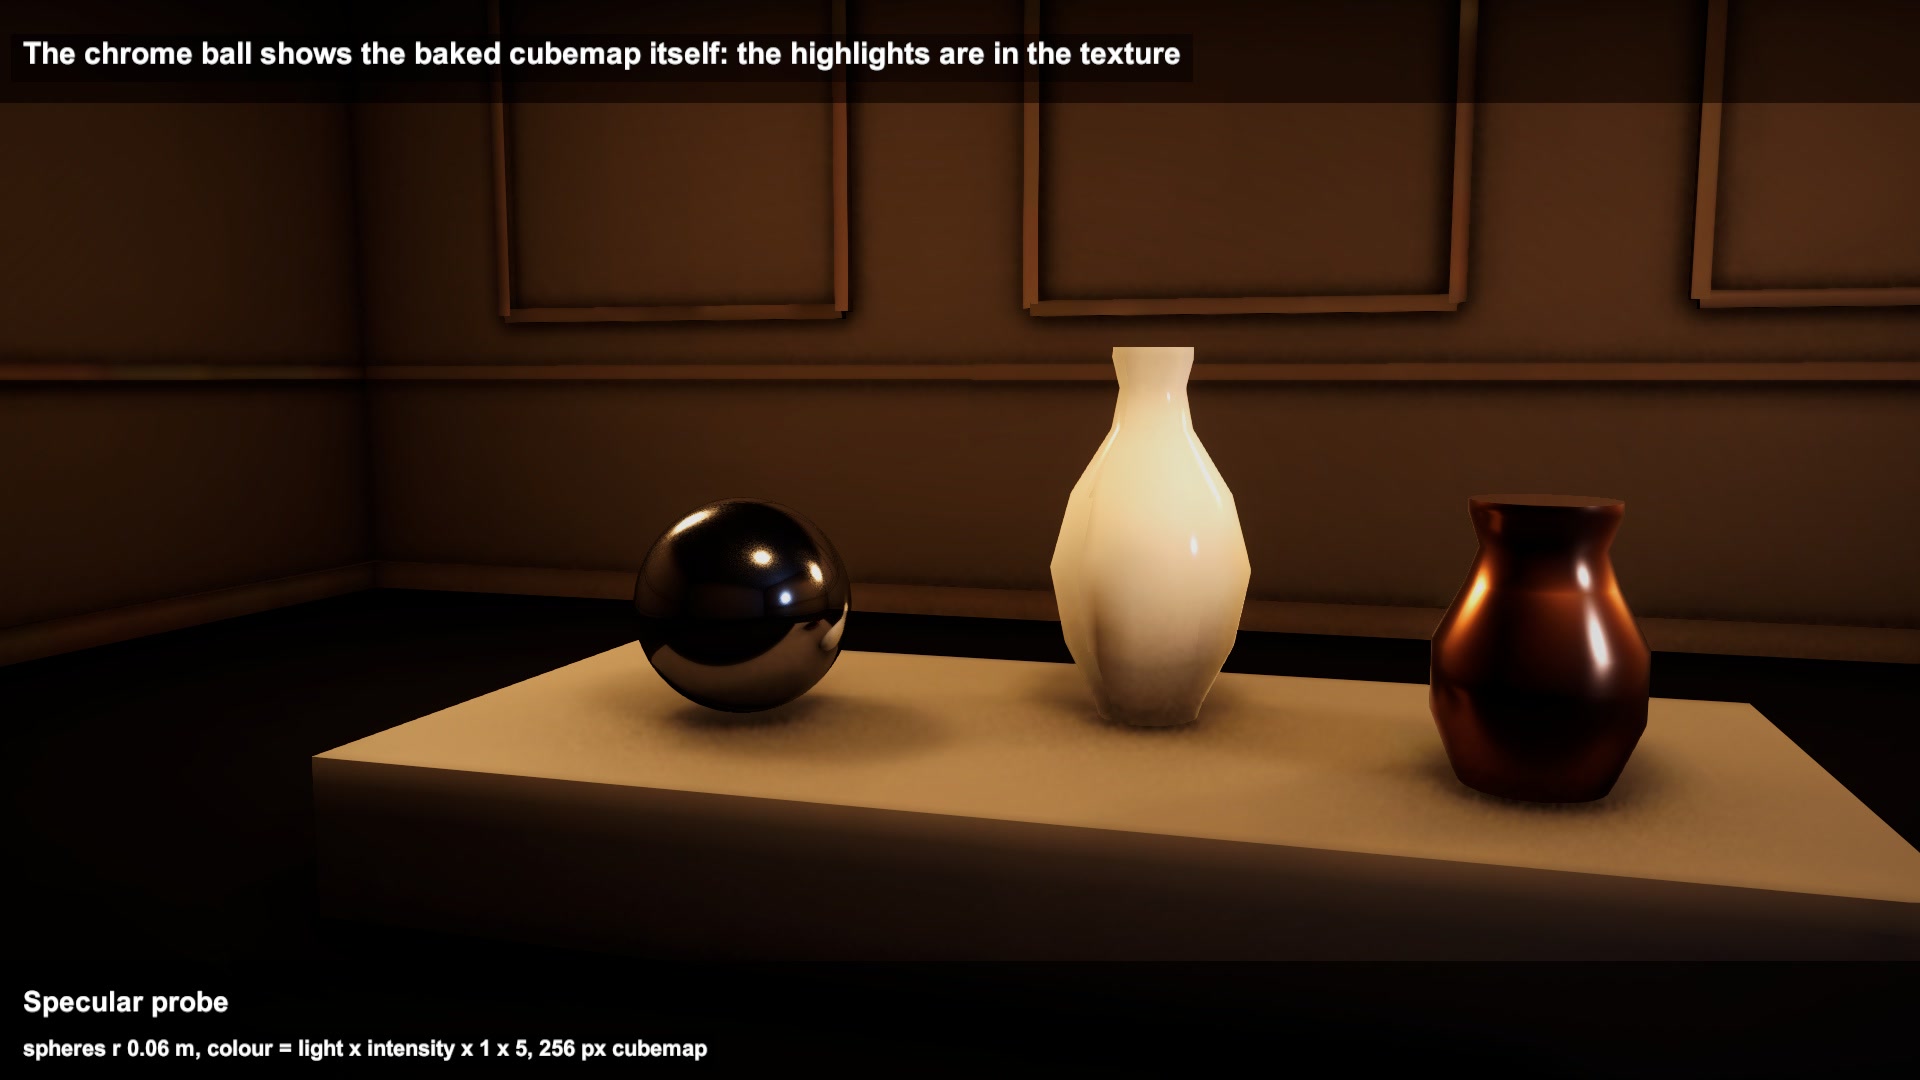 The chrome ball shows the baked cubemap itself: the highlights are in the texture
Specular probe
spheres r 0.06 m, colour = light x intensity x 1 x 5, 256 px cubemap